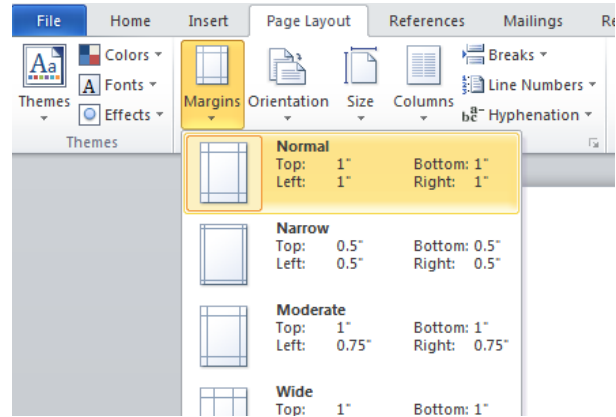 File Home Insert Page Layout References Mailings Re
Aa Colors Breaks
A Fonts Line Numbers
Themes Effects Margins Orientation Size Columns bc a- Hyphenation
Themes
Normal
Top: 1" Bottom: 1"
Left: 1" Right: 1"
Narrow
Top: 0.5" Bottom: 0.5"
Left: 0.5" Right: 0.5"
Moderate
Top: 1" Bottom: 1"
Left: 0.75" Right: 0.75"
Wide
Top: 1" Bottom: 1"